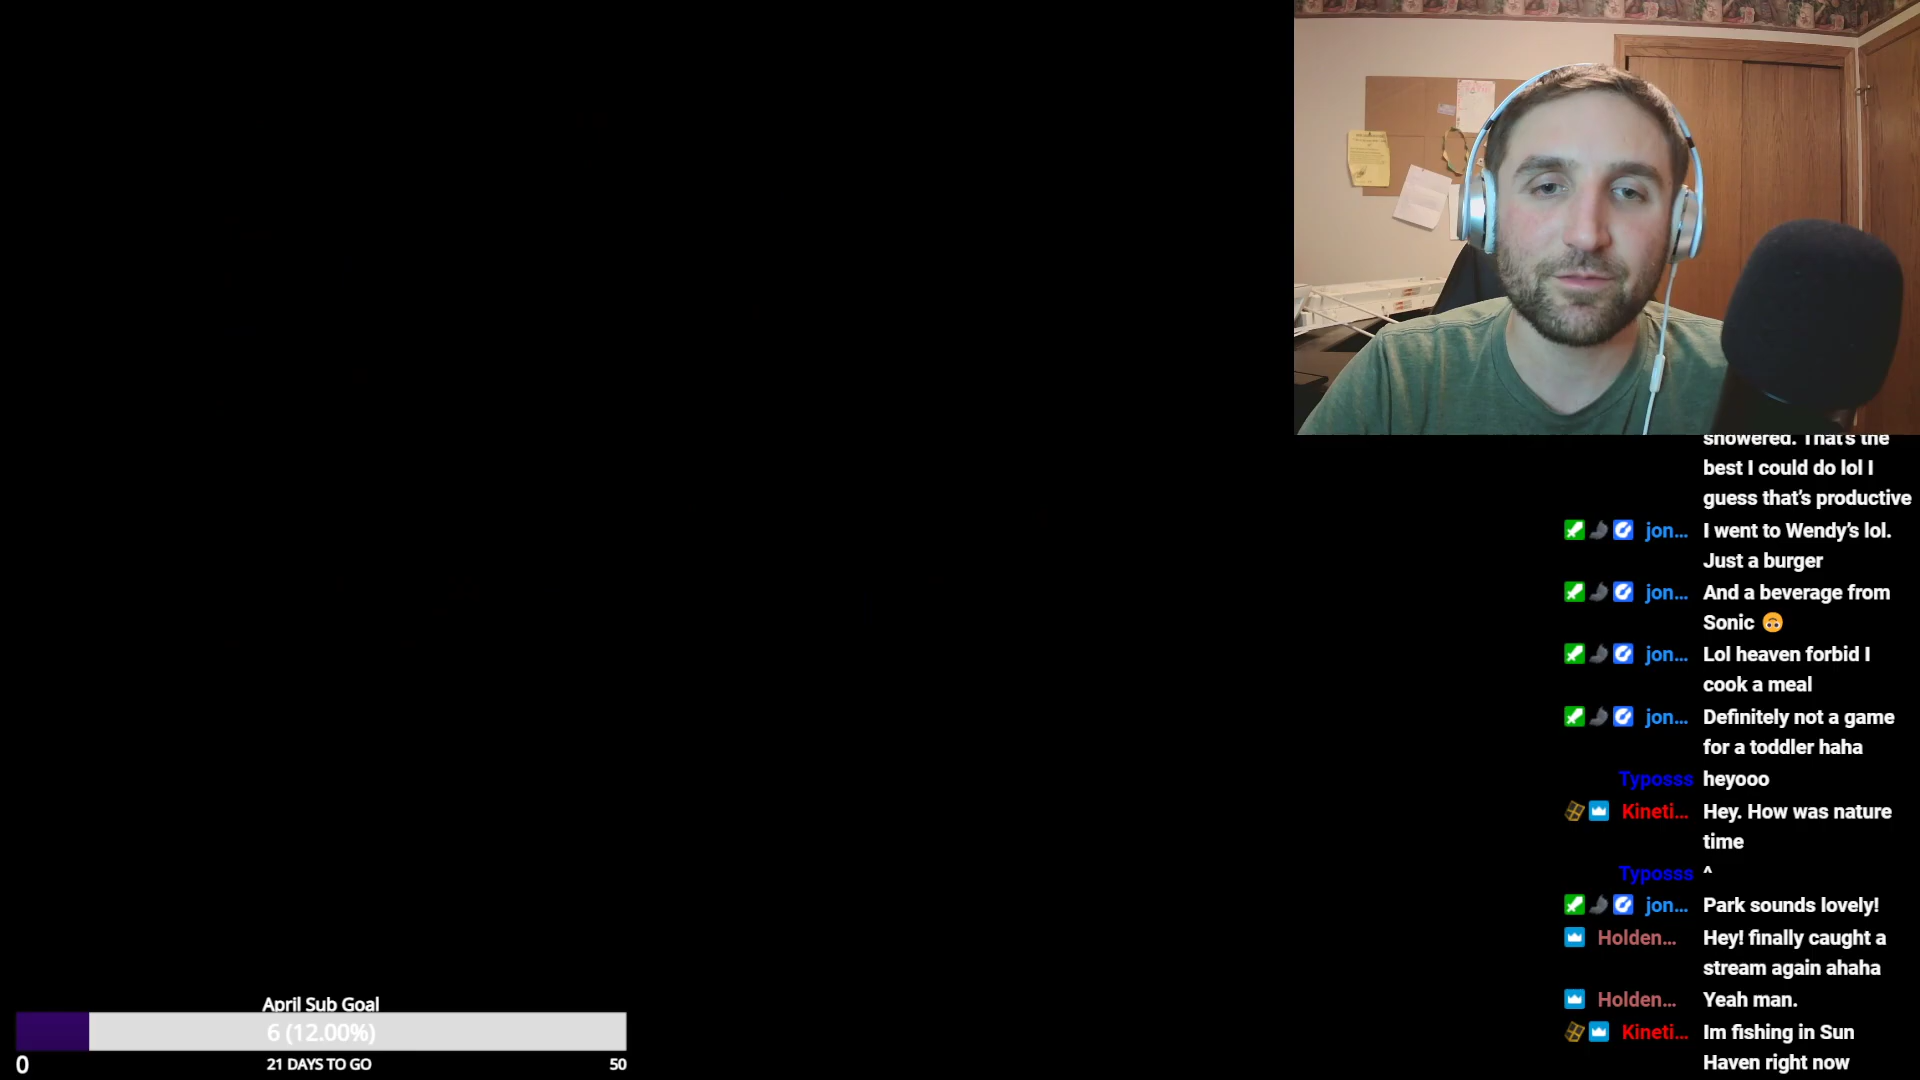 showered. That's the
best I could do lol I
guess that's productive
jon... I went to Wendy's lol.
Just a burger
jon... And a beverage from
Sonic 🙃
jon... Lol heaven forbid I
cook a meal
jon... Definitely not a game
for a toddler haha
Typosss heyooo
Kineti... Hey. How was nature
time
Typosss ^
jon... Park sounds lovely!
Holden... Hey! finally caught a
stream again ahaha
Holden... Yeah man.
Kineti... Im fishing in Sun
Haven right now
April Sub Goal
6 (12.00%)
0 21 DAYS TO GO 50